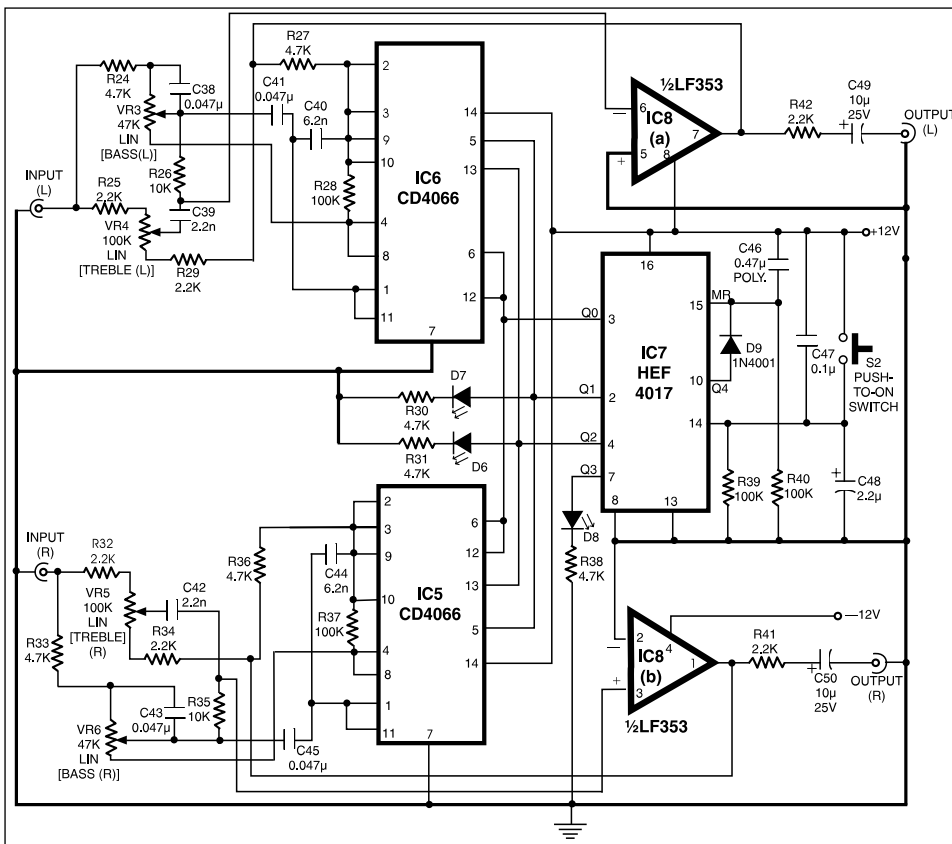 R27
4.7K
R24
4.7K
C38
0.047µ
C41
0.047µ
C40
6.2n
VR3
47K
LIN
[BASS(L)]
R26
10K
R28
100K
INPUT
(L)
R25
2.2K
VR4
100K
LIN
[TREBLE (L)]
C39
2.2n
R29
2.2K
2
3
9
10
4
8
1
11
7
14
5
13
6
12
IC6
CD4066
½LF353
IC8
(a)
6
–
5
+
7
8
R42
2.2K
C49
10µ
25V
+
OUTPUT
(L)
+12V
16
C46
0.47µ
POLY.
IC7
HEF
4017
15
MR
10
Q4
14
D9
1N4001
C47
0.1µ
S2
PUSH-
TO-ON
SWITCH
Q0
3
Q1
2
Q2
4
Q3
7
8
13
R39
100K
R40
100K
+
C48
2.2µ
D7
R30
4.7K
R31
4.7K
D6
D8
R38
4.7K
2
3
9
10
4
8
1
11
7
6
12
13
5
14
IC5
CD4066
INPUT
(R)
R32
2.2K
R33
4.7K
VR5
100K
LIN
[TREBLE]
(R)
C42
2.2n
R34
2.2K
R36
4.7K
C44
6.2n
R37
100K
C43
0.047µ
R35
10K
VR6
47K
LIN
[BASS (R)]
C45
0.047µ
2
–
+
3
4
1
IC8
(b)
½LF353
—12V
R41
2.2K
+
C50
10µ
25V
OUTPUT
(R)